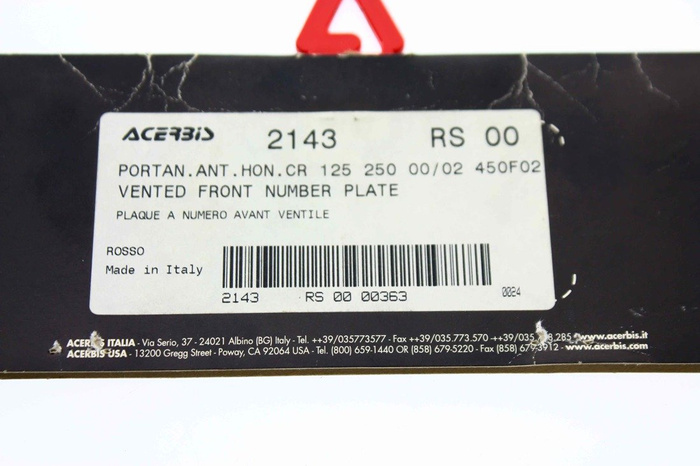 ACERBIS 2143 RS 00
PORTAN.ANT.HON.CR 125 250 00/02 450F02
VENTED FRONT NUMBER PLATE
PLAQUE A NUMERO AVANT VENTILE
ROSSO
Made in Italy
2143 RS 00 00363 0024
ACERBIS ITALIA - Via Serio, 37 - 24021 Albino (BG) Italy - Tel. ++39/035773577 - Fax ++39/035.773.570 www.acerbis.it
ACERBIS USA - 13200 Gregg Street - Poway, CA 92064 USA - Tel. (800) 659-1440 OR (858) 679-5220 - Fax (858) www.acerbis.com